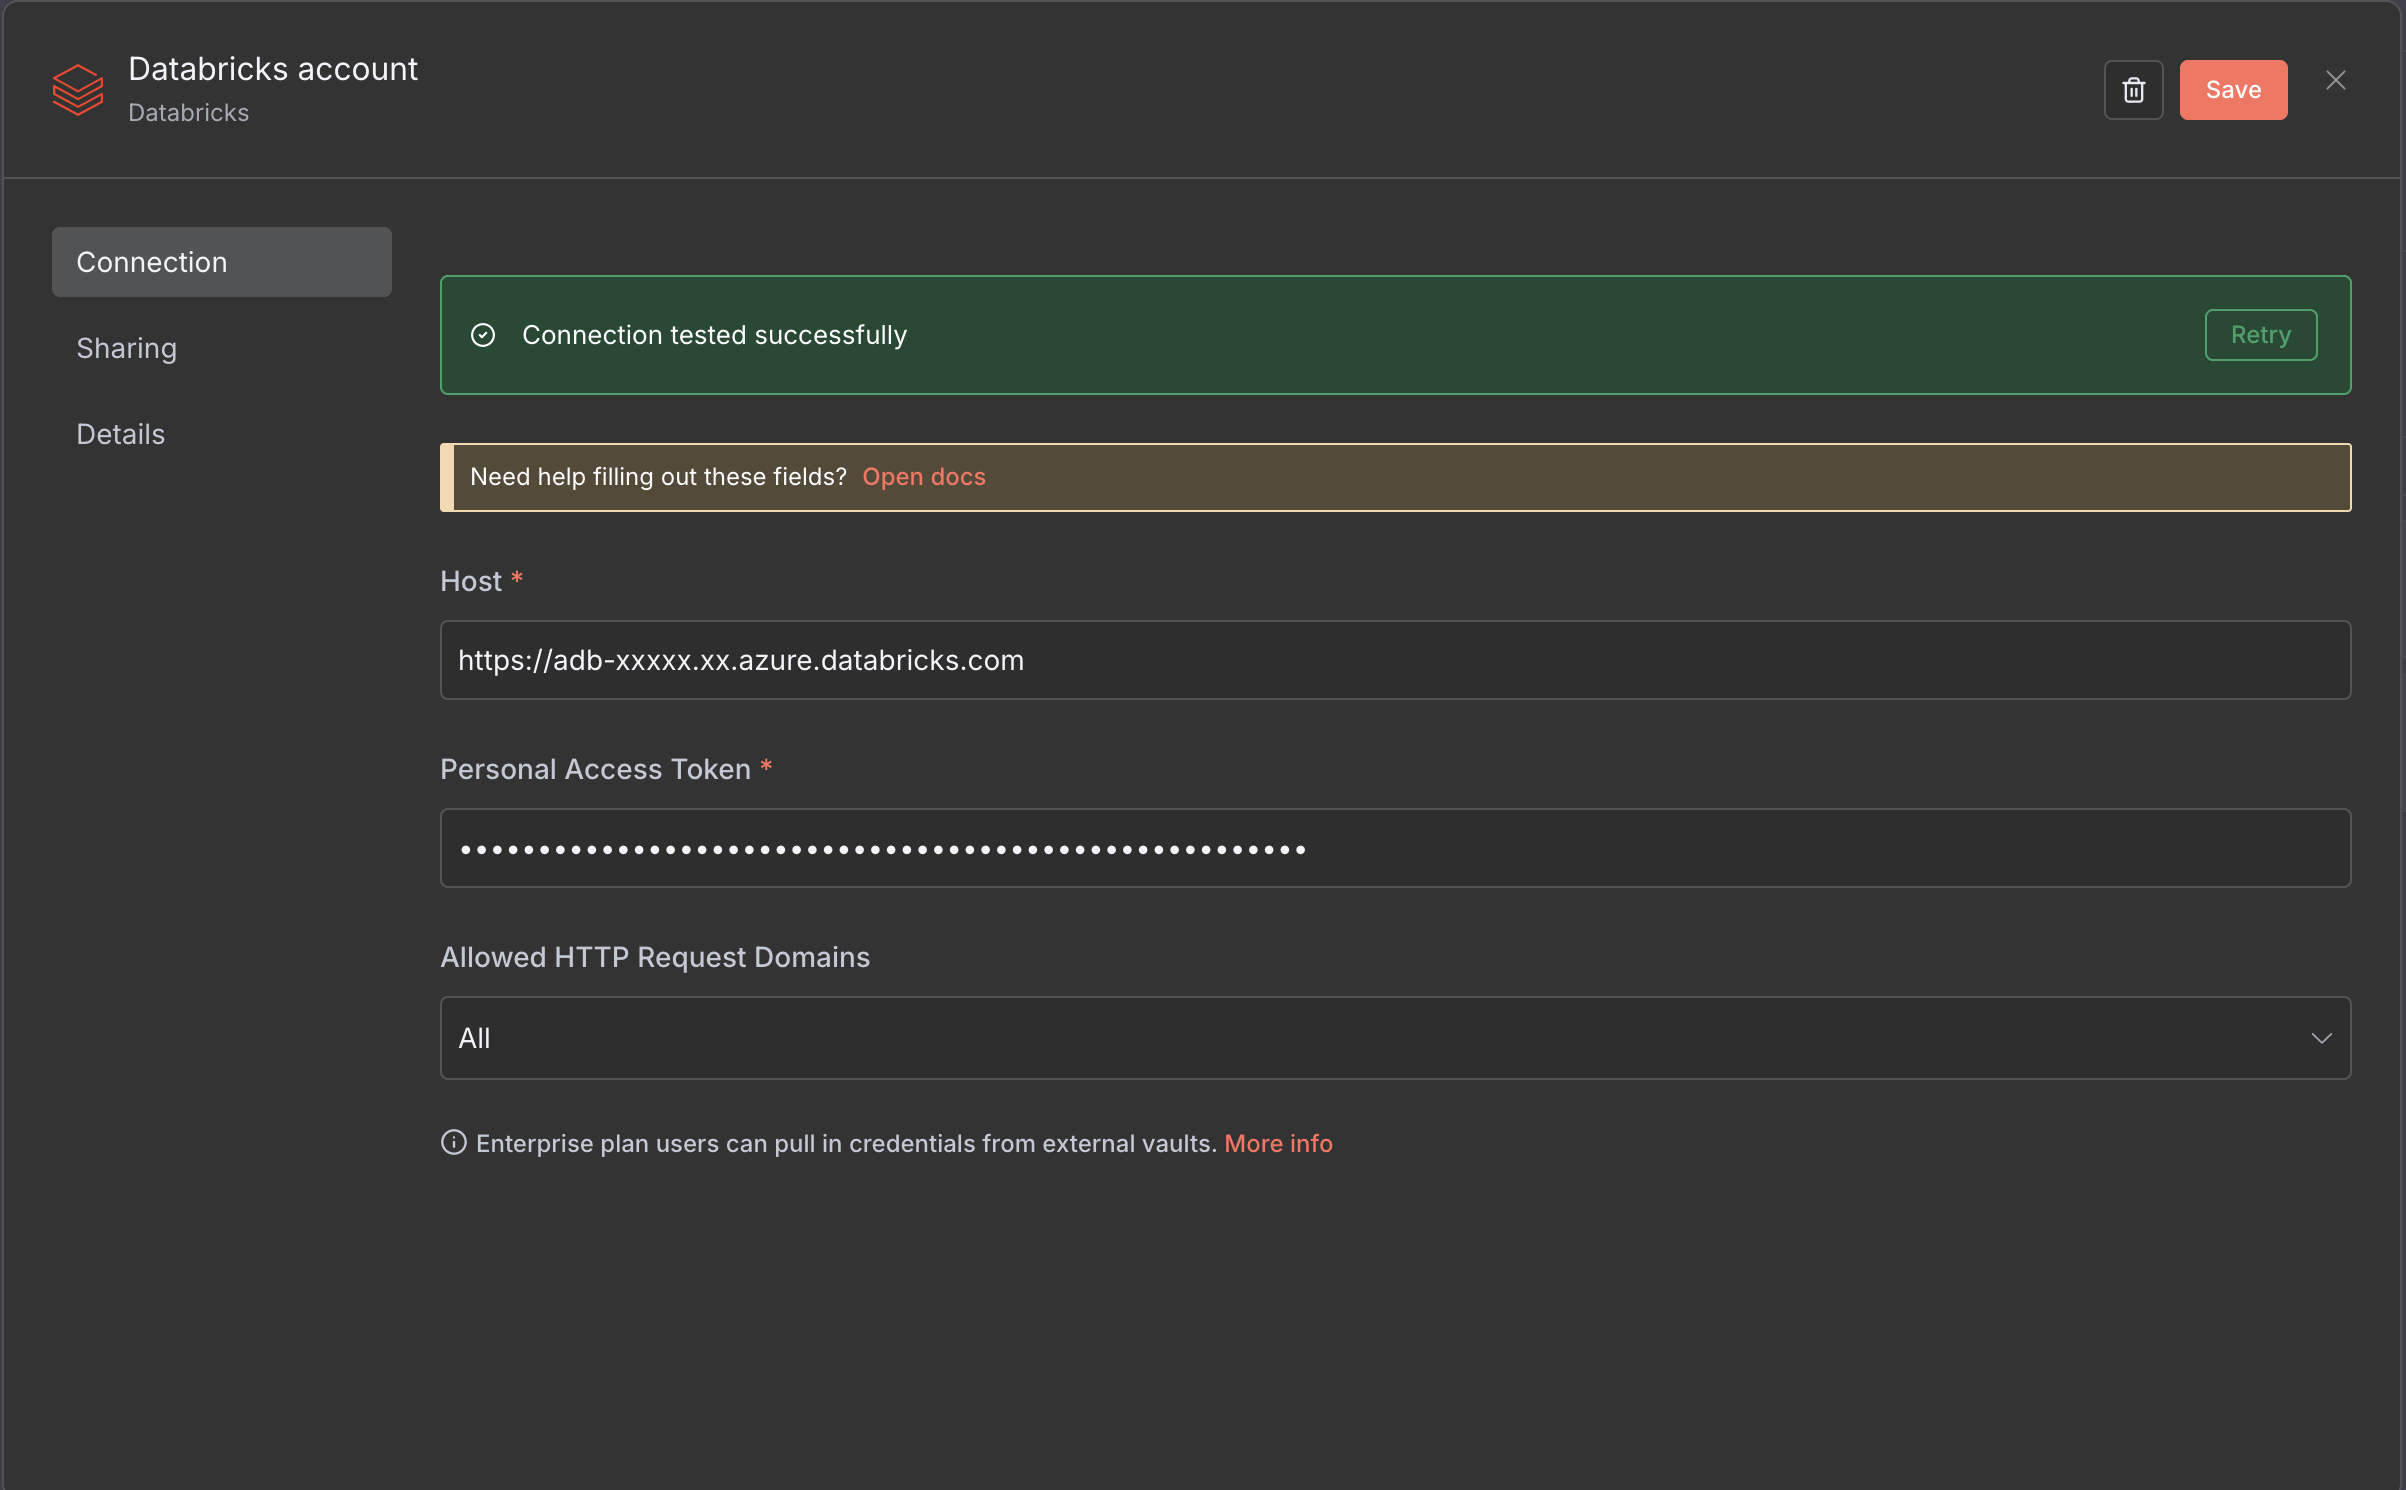 Databricks account
Databricks
Save
Connection
Sharing
Details
Connection tested successfully
Retry
Need help filling out these fields? Open docs
Host *
https://adb-xxxxx.xx.azure.databricks.com
Personal Access Token *
••••••••••••••••••••••••••••••••••••••••••••••••••••••
Allowed HTTP Request Domains
All
Enterprise plan users can pull in credentials from external vaults. More info